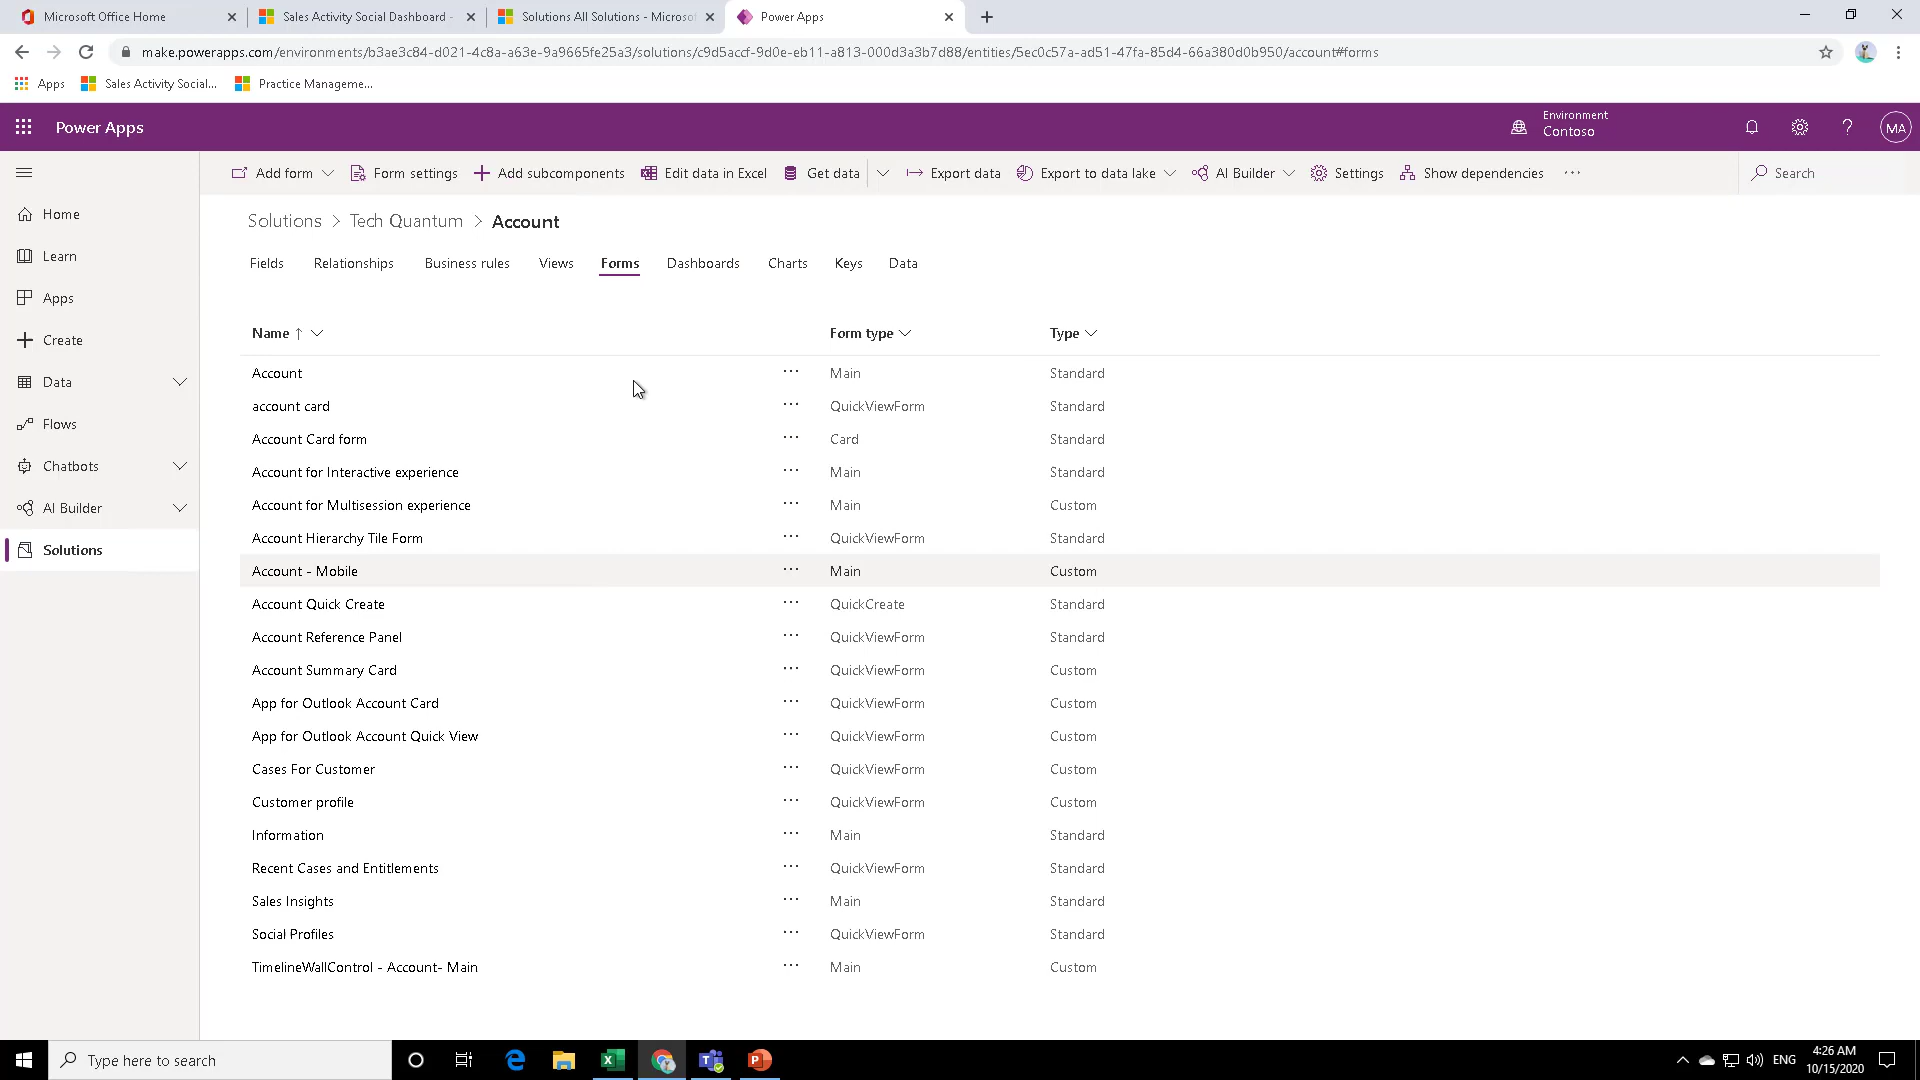 Microsoft Office Home
Sales Activity Social Dashboard -
Solutions All Solutions - Microsof
Power Apps
make.powerapps.com/environments/b3ae3c84-d021-4c8a-a63e-9a9665fe25a3/solutions/c9d5accf-9d0e-eb11-a813-000d3a3b7d88/entities/5ec0c57a-ad51-47fa-85d4-66a380d0b950/account#forms
Apps
Sales Activity Social...
Practice Manageme...
Power Apps
Environment
Contoso
MA
Add form
Form settings
Add subcomponents
Edit data in Excel
Get data
Export data
Export to data lake
AI Builder
Settings
Show dependencies
Search
Home
Learn
Apps
Create
Data
Flows
Chatbots
AI Builder
Solutions
Solutions > Tech Quantum > Account
Fields Relationships Business rules Views Forms Dashboards Charts Keys Data
Name ↑ Form type Type
Account ... Main Standard
account card ... QuickViewForm Standard
Account Card form ... Card Standard
Account for Interactive experience ... Main Standard
Account for Multisession experience ... Main Custom
Account Hierarchy Tile Form ... QuickViewForm Standard
Account - Mobile ... Main Custom
Account Quick Create ... QuickCreate Standard
Account Reference Panel ... QuickViewForm Standard
Account Summary Card ... QuickViewForm Custom
App for Outlook Account Card ... QuickViewForm Custom
App for Outlook Account Quick View ... QuickViewForm Custom
Cases For Customer ... QuickViewForm Custom
Customer profile ... QuickViewForm Custom
Information ... Main Standard
Recent Cases and Entitlements ... QuickViewForm Standard
Sales Insights ... Main Standard
Social Profiles ... QuickViewForm Standard
TimelineWallControl - Account- Main ... Main Custom
Type here to search
ENG
4:26 AM
10/15/2020